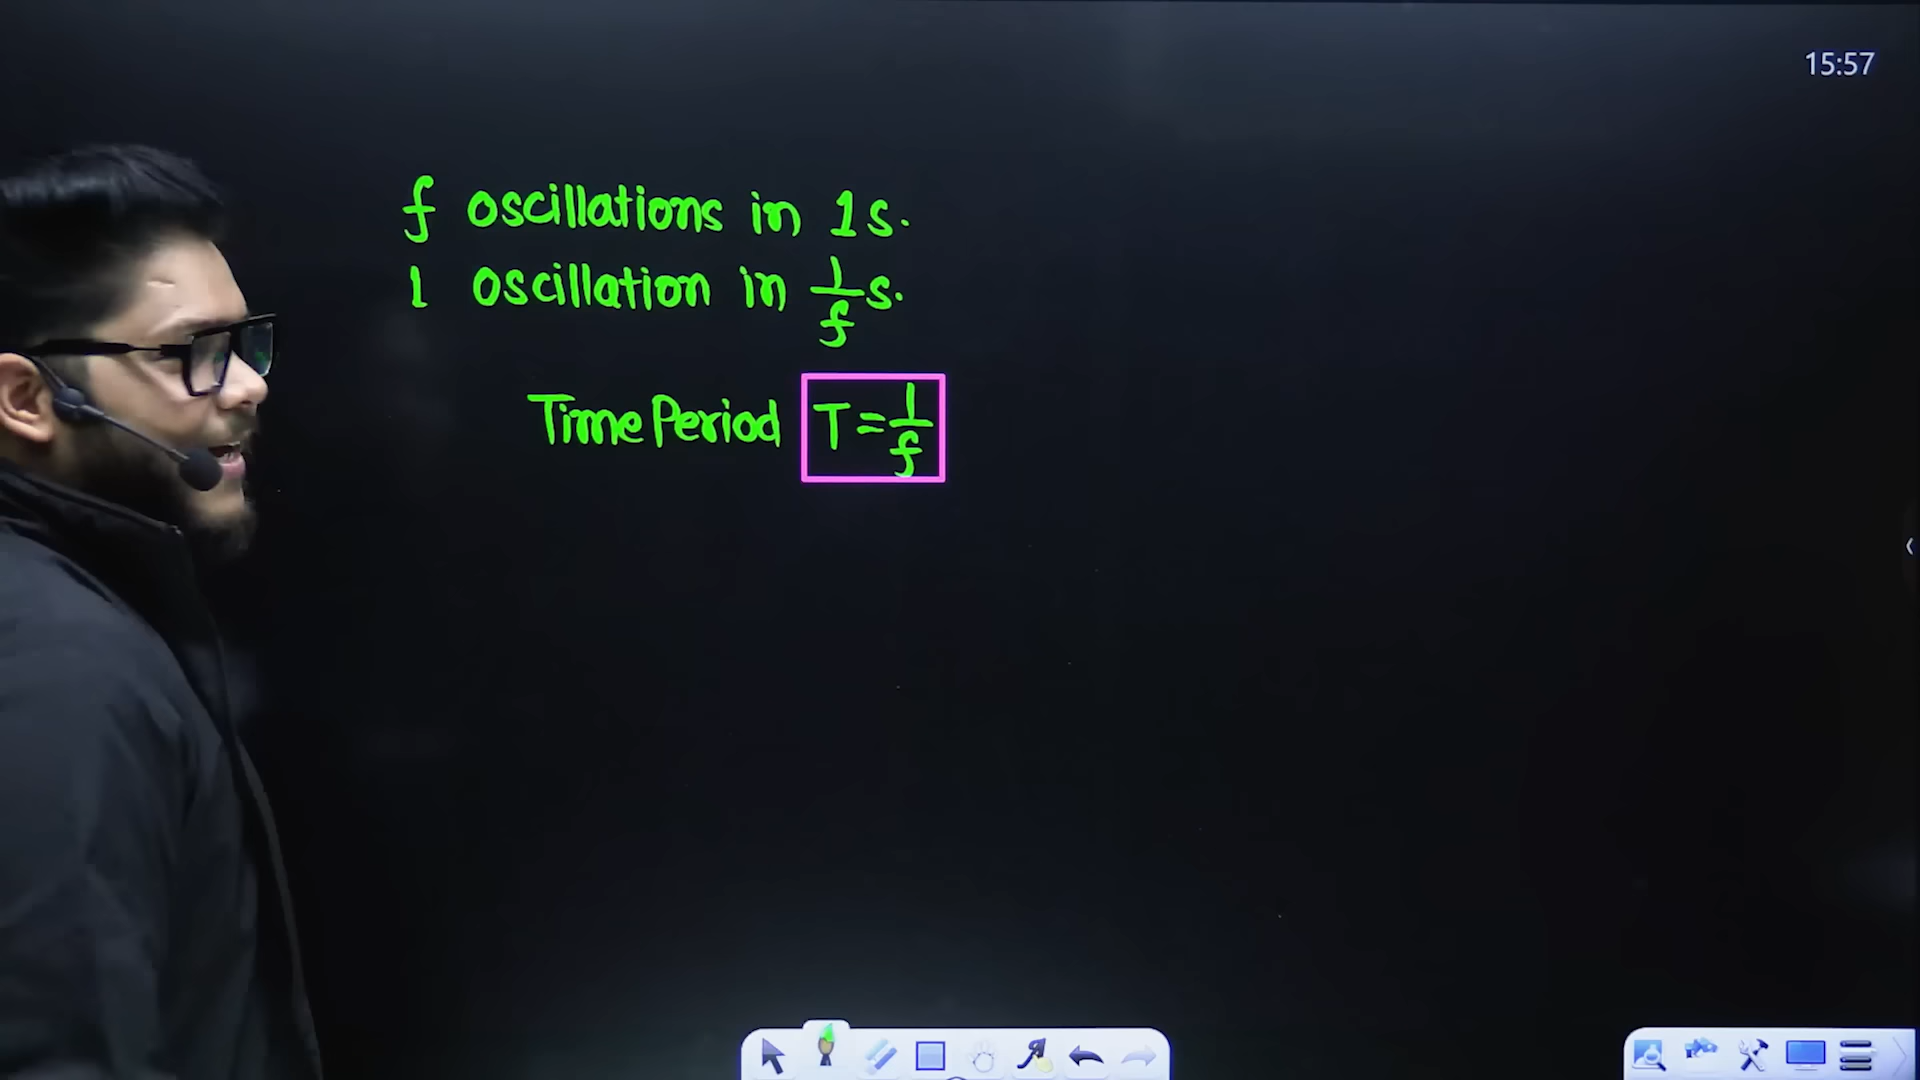 15:57
f oscillations in 1s.
1 oscillation in 1/f s.
Time Period T = 1/f